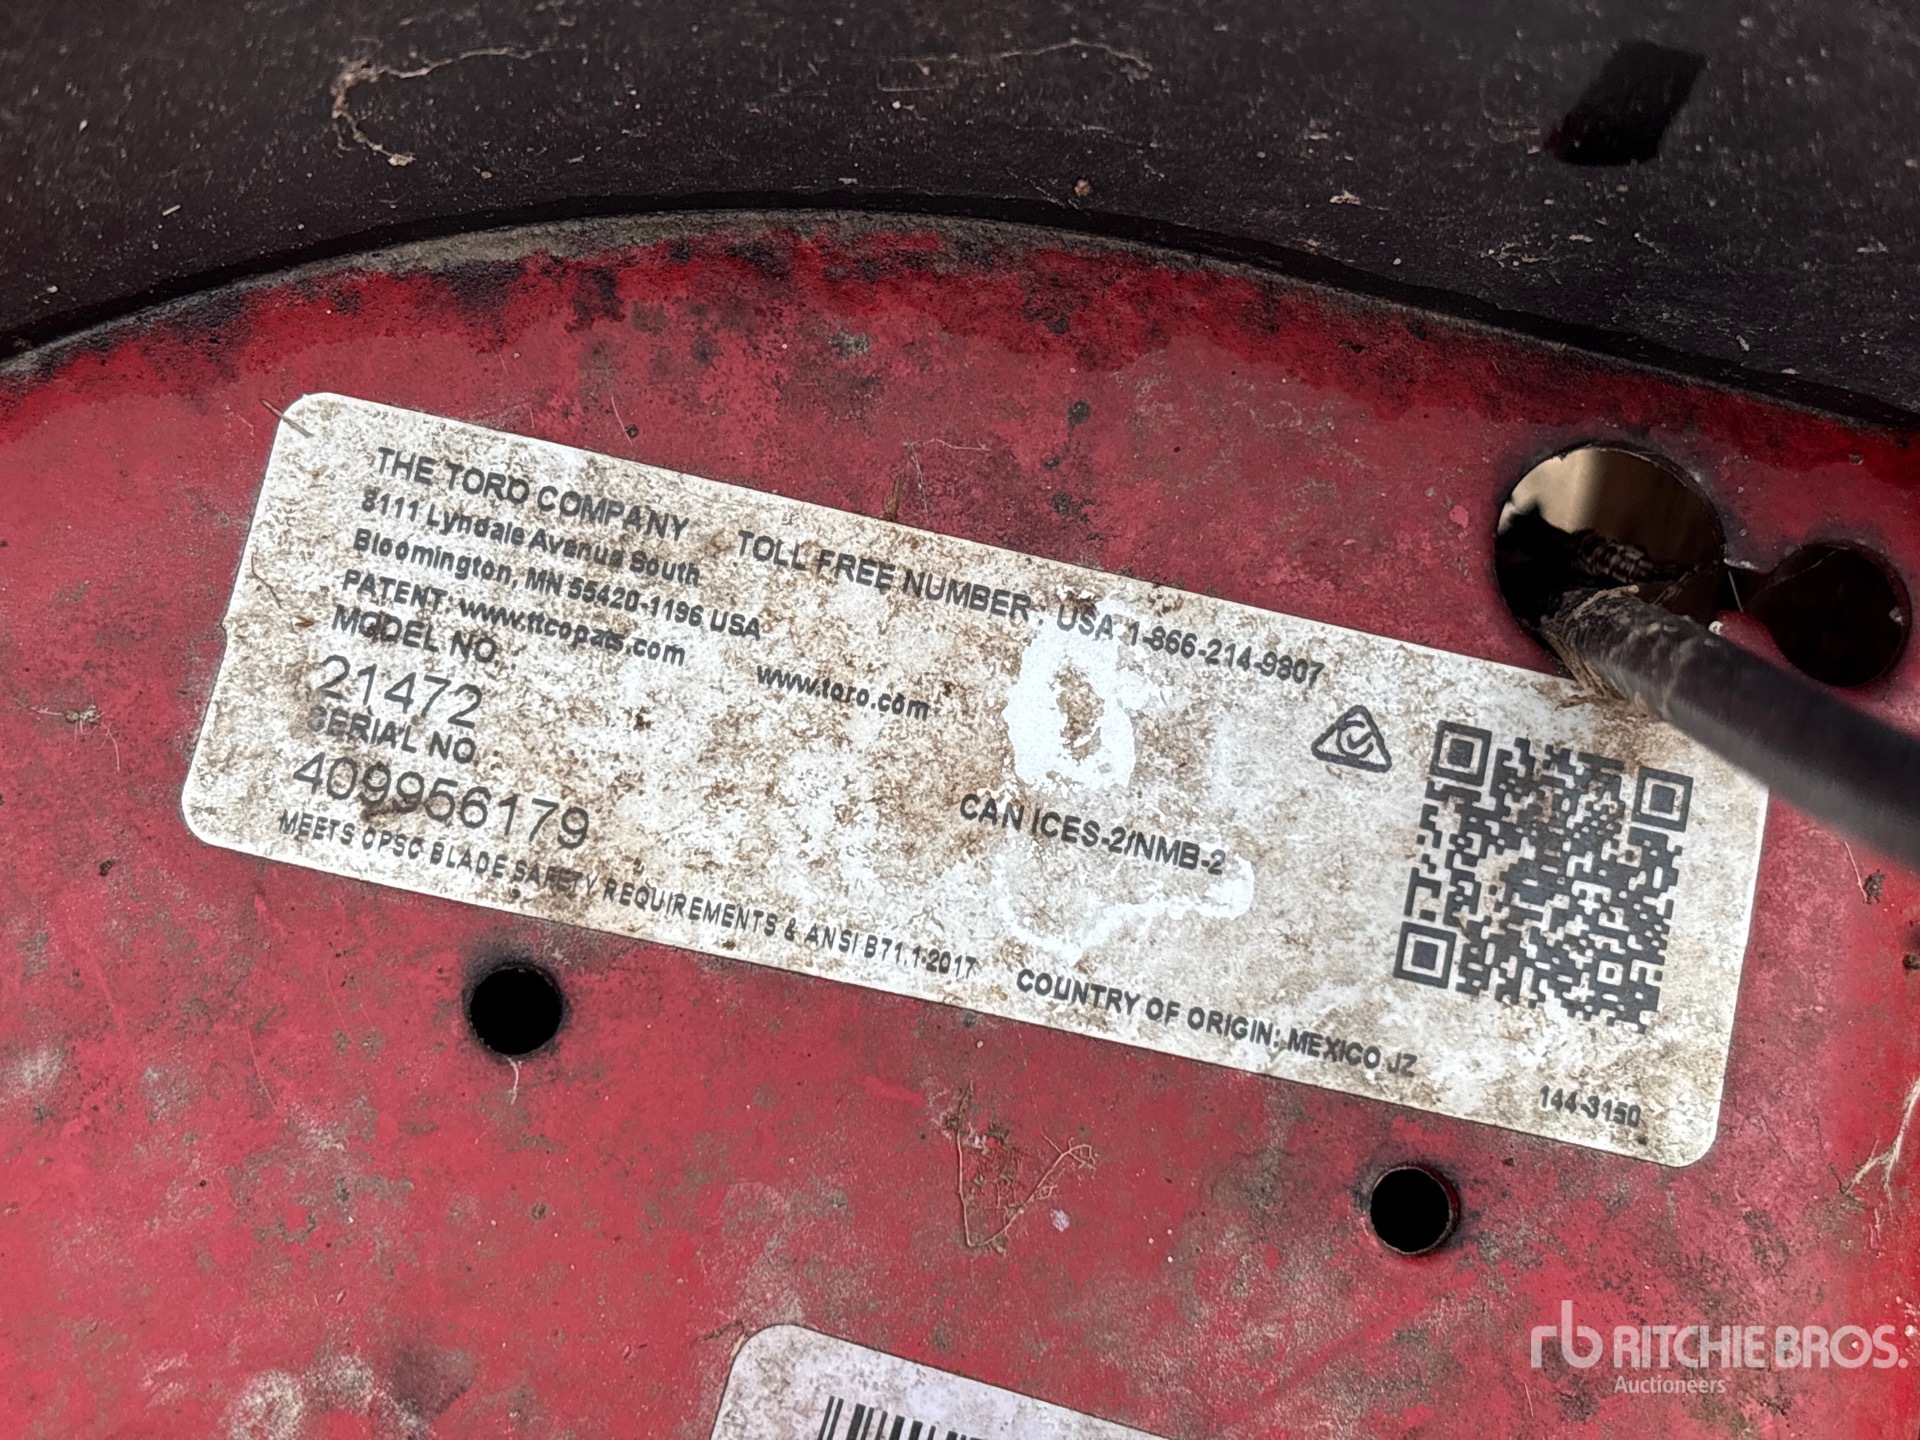 THE TORO COMPANY TOLL FREE NUMBER: USA 1-866-214-9807
8111 Lyndale Avenue South
Bloomington, MN 55420-1196 USA
PATENT: www.ttcopats.com www.toro.com
MODEL NO.:
21472
SERIAL NO.:
409956179
CAN ICES-2/NMB-2
MEETS CPSC BLADE SAFETY REQUIREMENTS & ANSI B71.1-2017 COUNTRY OF ORIGIN: MEXICO JZ
144-3150
rb RITCHIE BROS.
Auctioneers